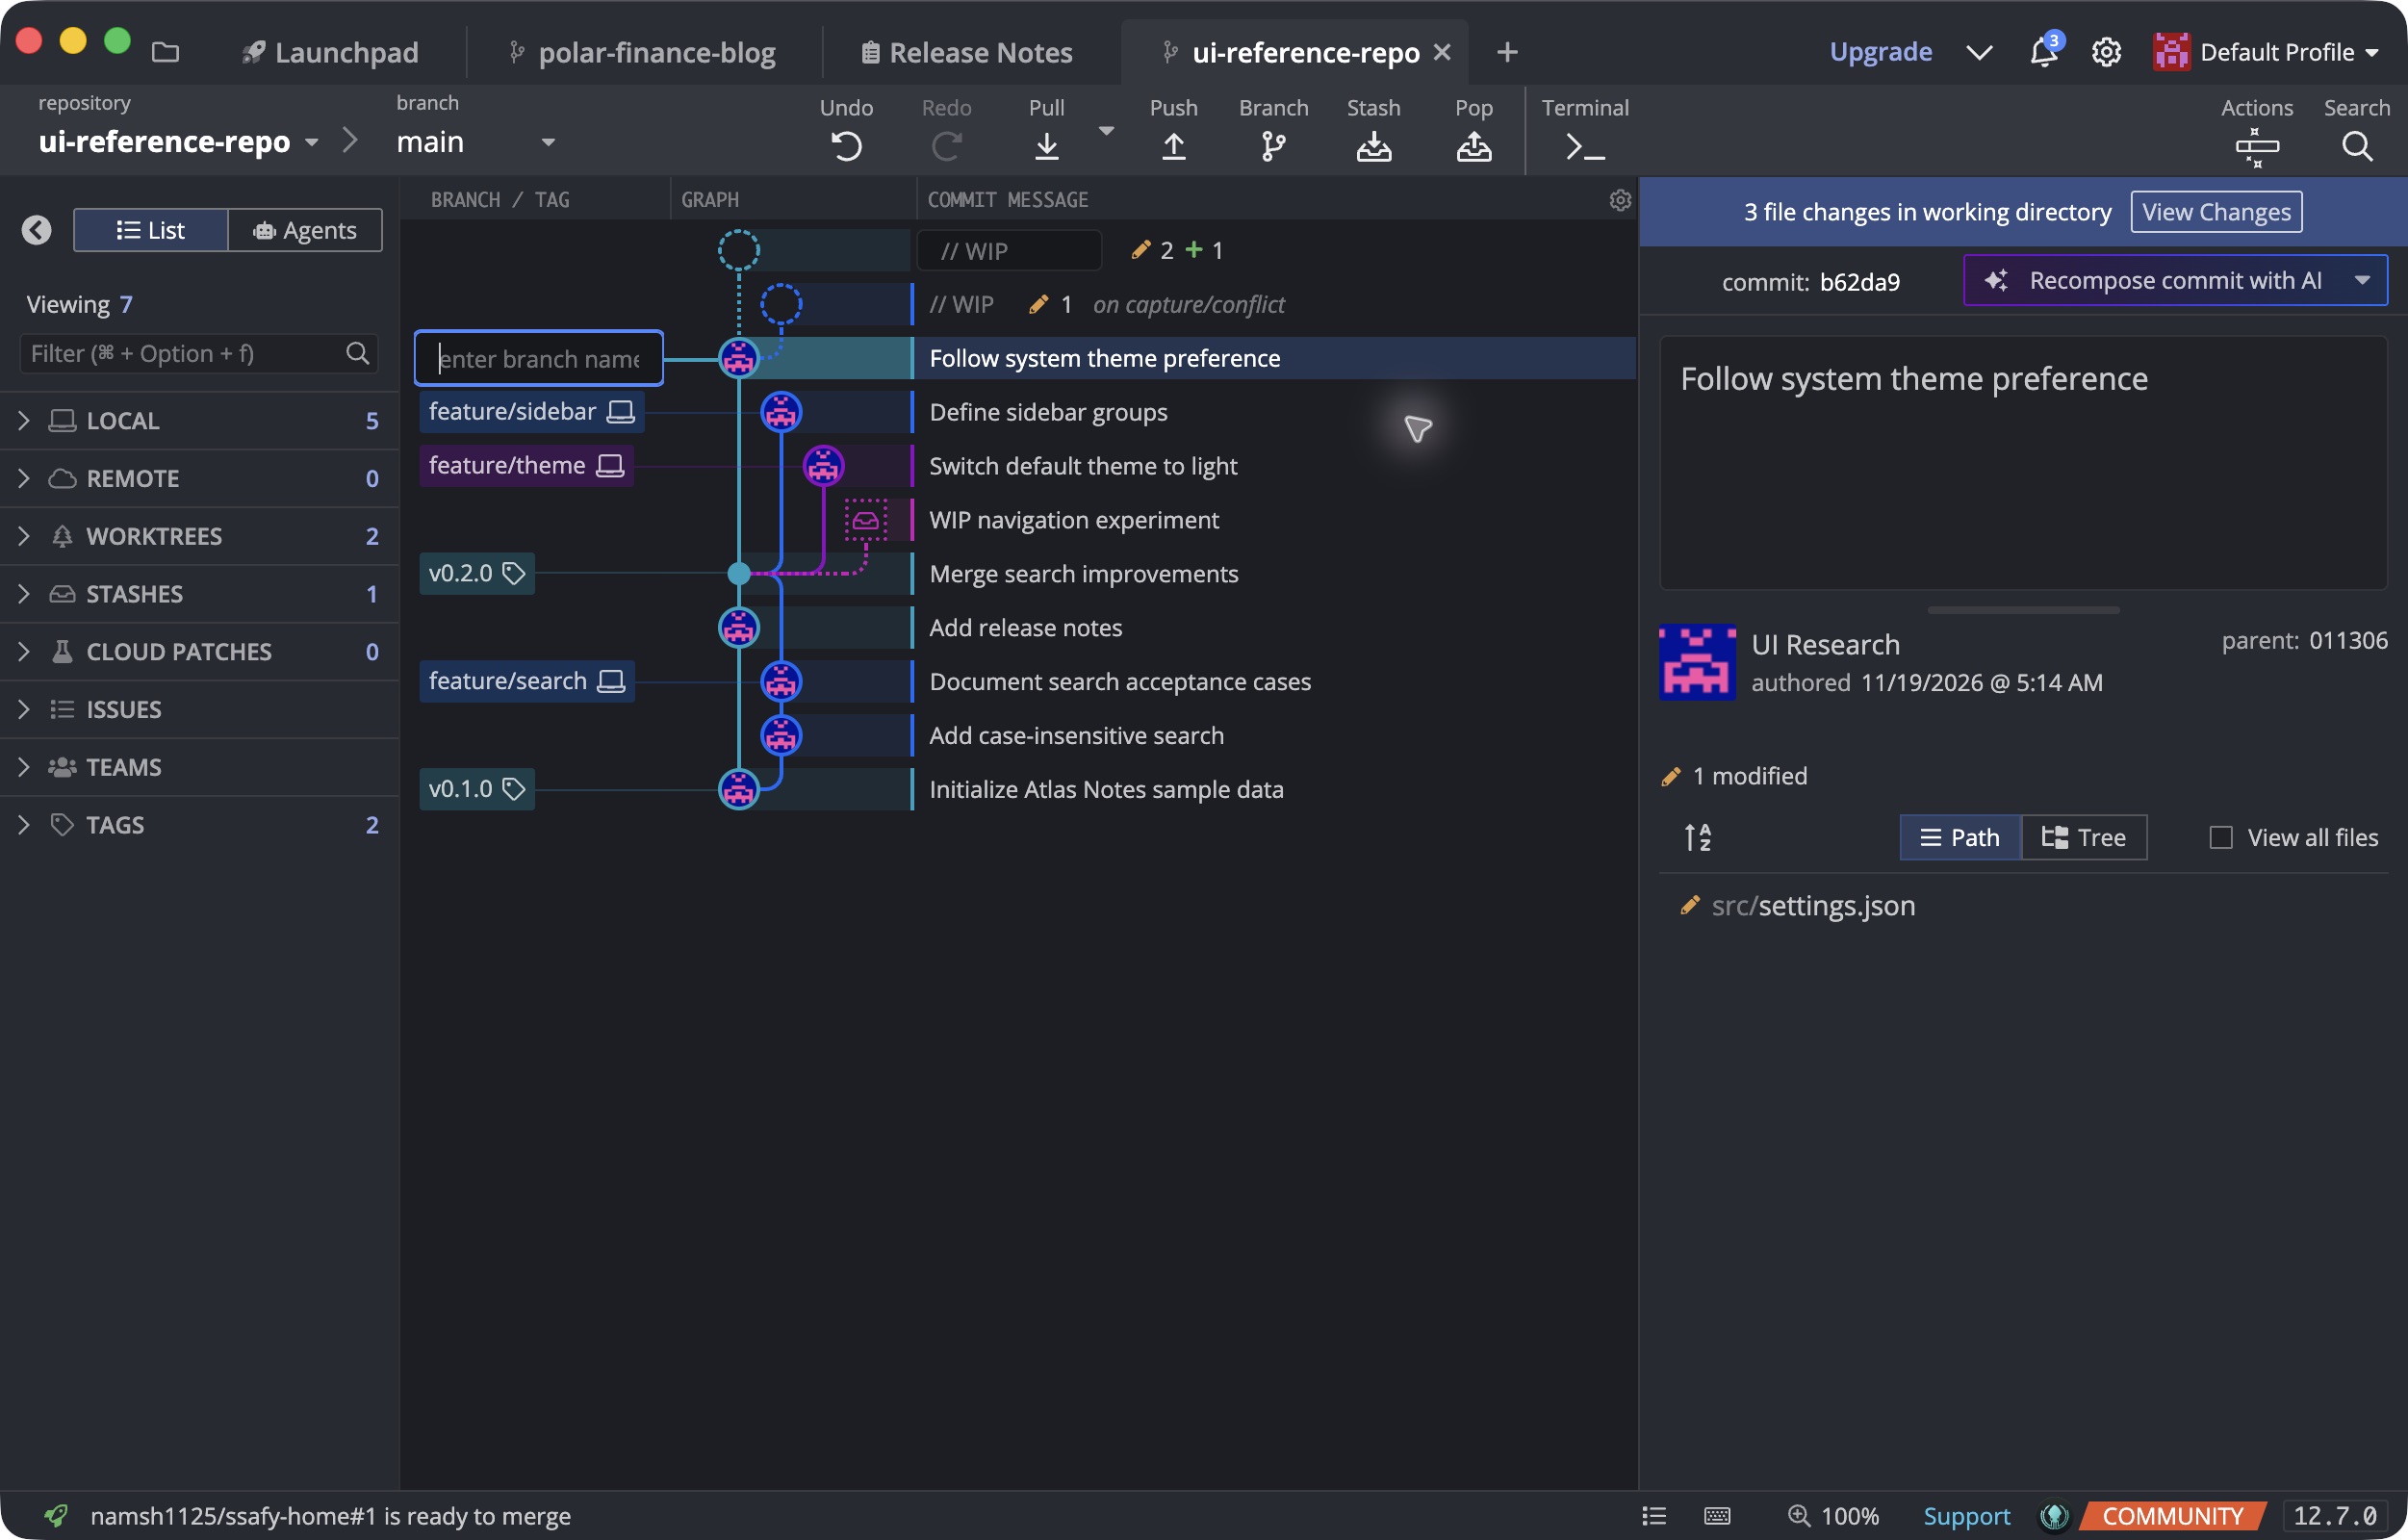 Launchpad
polar-finance-blog
Release Notes
ui-reference-repo
Upgrade
3
Default Profile
repository
ui-reference-repo
branch
main
Undo
Redo
Pull
Push
Branch
Stash
Pop
Terminal
Actions
Search
List
Agents
Viewing 7
Filter (⌘ + Option + f)
LOCAL 5
REMOTE 0
WORKTREES 2
STASHES 1
CLOUD PATCHES 0
ISSUES
TEAMS
TAGS 2
BRANCH / TAG
GRAPH
COMMIT MESSAGE
// WIP 2 + 1
// WIP 1 on capture/conflict
enter branch name
Follow system theme preference
feature/sidebar
Define sidebar groups
feature/theme
Switch default theme to light
WIP navigation experiment
v0.2.0
Merge search improvements
Add release notes
feature/search
Document search acceptance cases
Add case-insensitive search
v0.1.0
Initialize Atlas Notes sample data
3 file changes in working directory
View Changes
commit: b62da9
Recompose commit with AI
Follow system theme preference
UI Research
authored 11/19/2026 @ 5:14 AM
parent: 011306
1 modified
A
Z
Path
Tree
View all files
src/settings.json
namsh1125/ssafy-home#1 is ready to merge
100%
Support
COMMUNITY
12.7.0